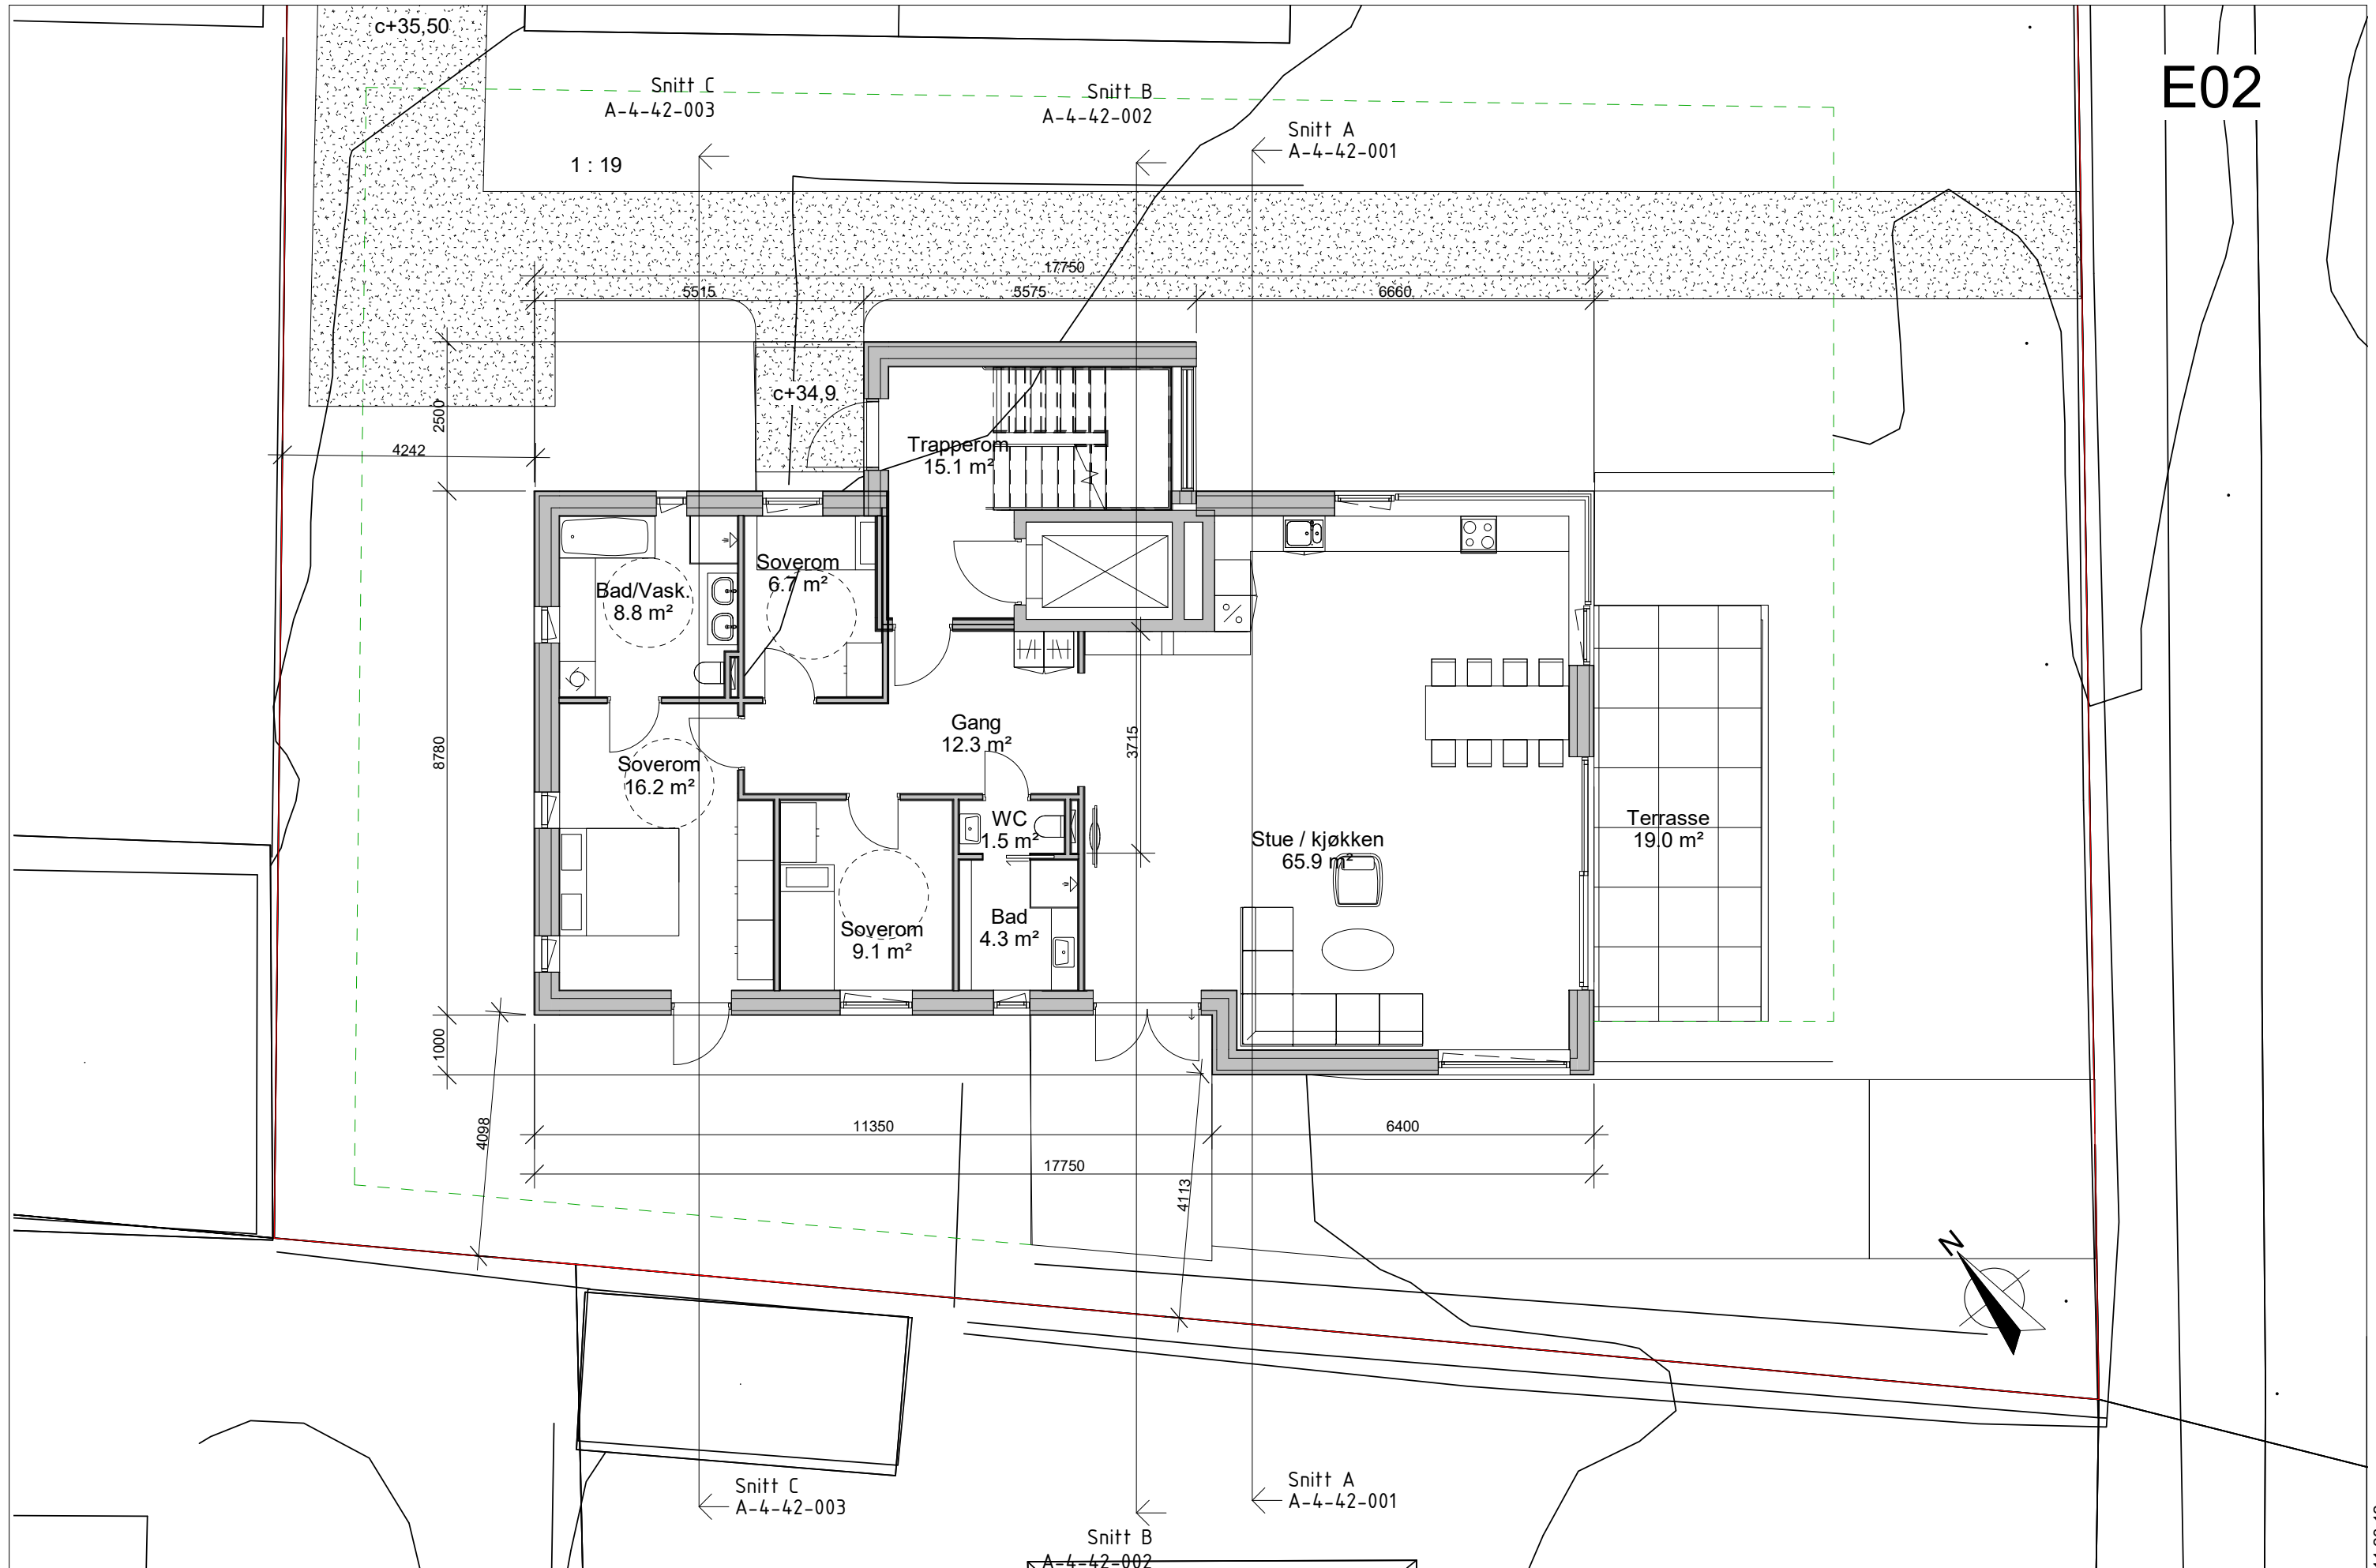 c+35,50
E02
Snitt C
A-4-42-003
Snitt B
A-4-42-002
Snitt A
A-4-42-001
1 : 19
17750
5515
5575
6660
c+34,9
2500
4242
Trapperom
15.1 m²
Soverom
6.7 m²
Bad/Vask.
8.8 m²
8780
Gang
12.3 m²
3715
Soverom
16.2 m²
WC
1.5 m²
Stue / kjøkken
65.9 m²
Terrasse
19.0 m²
Soverom
9.1 m²
Bad
4.3 m²
1000
4098
11350
6400
17750
4113
N
Snitt C
A-4-42-003
Snitt A
A-4-42-001
Snitt B
A-4-42-002